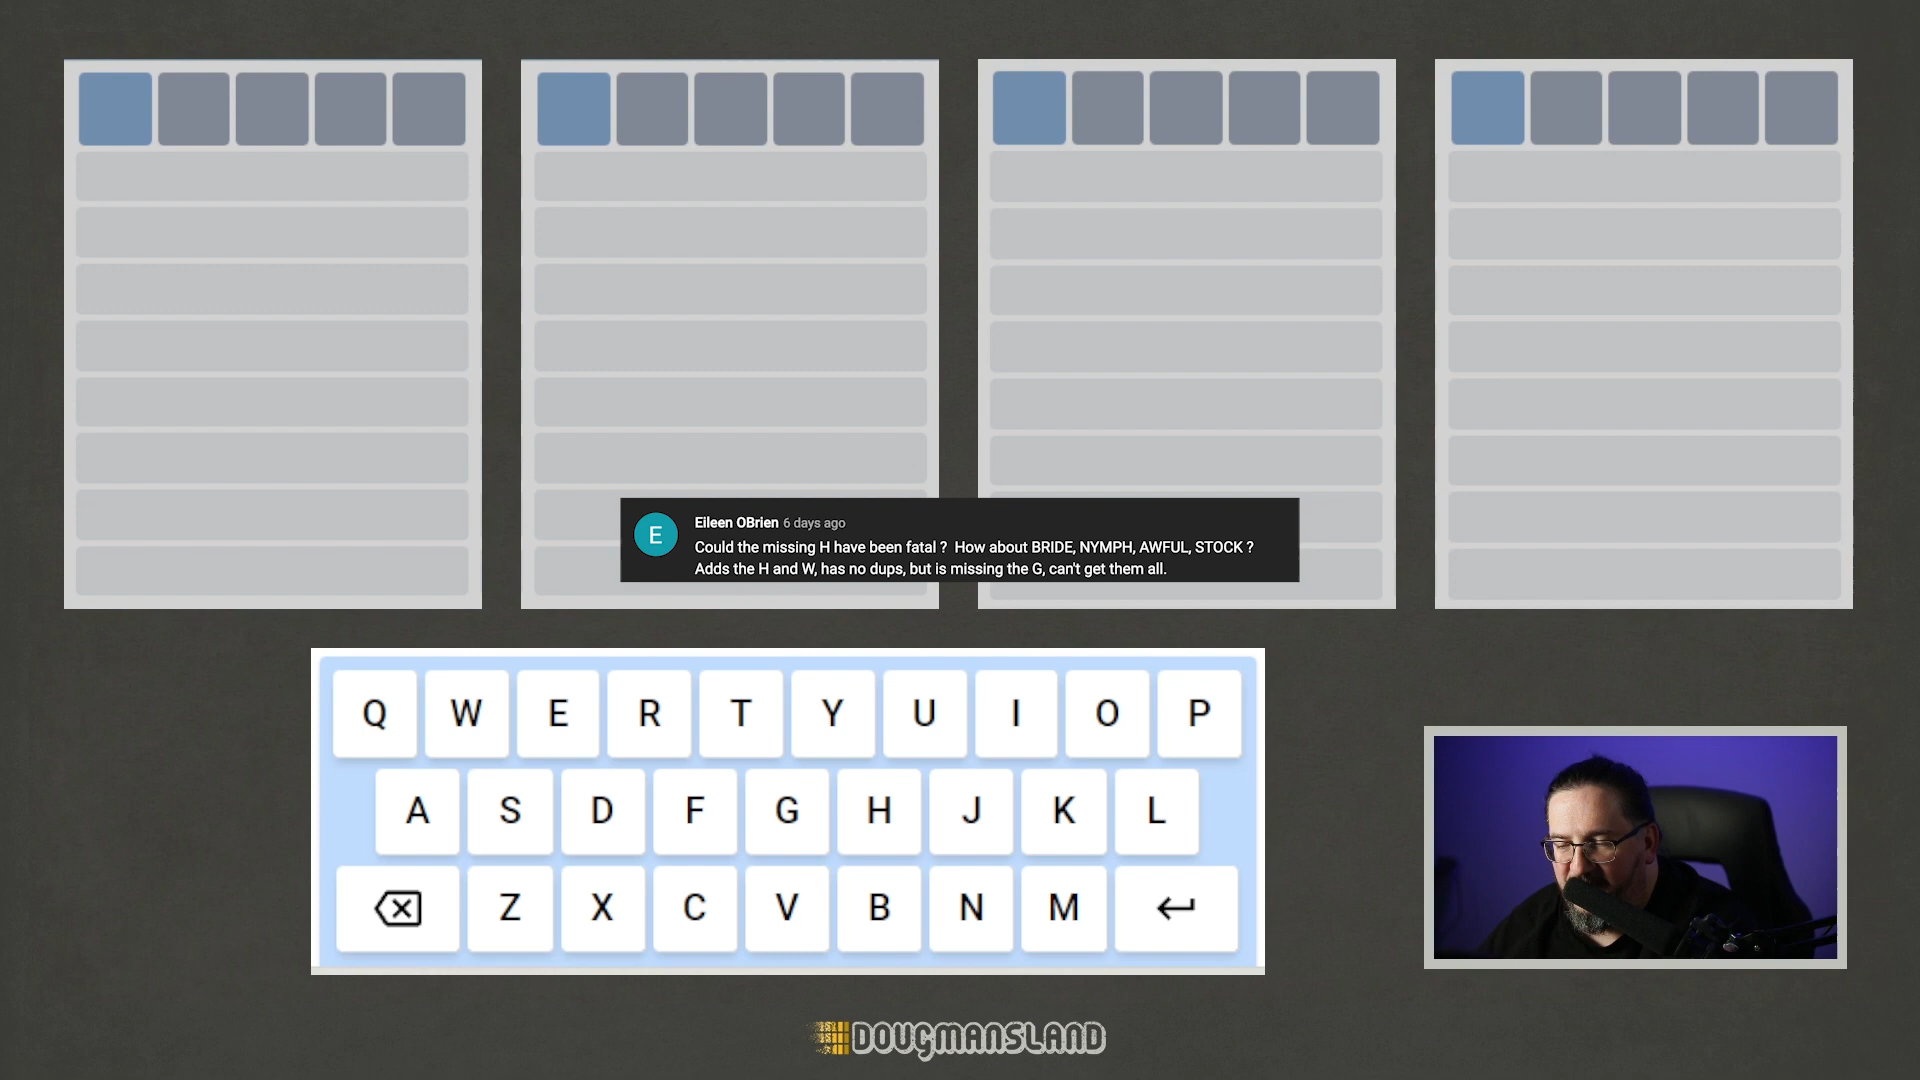 Eileen OBrien 6 days ago
E
Could the missing H have been fatal ? How about BRIDE, NYMPH, AWFUL, STOCK ?
Adds the H and W, has no dups, but is missing the G, can't get them all.
Q W E R T Y U I O P
A S D F G H J K L
Z X C V B N M
DOUGMANSLAND